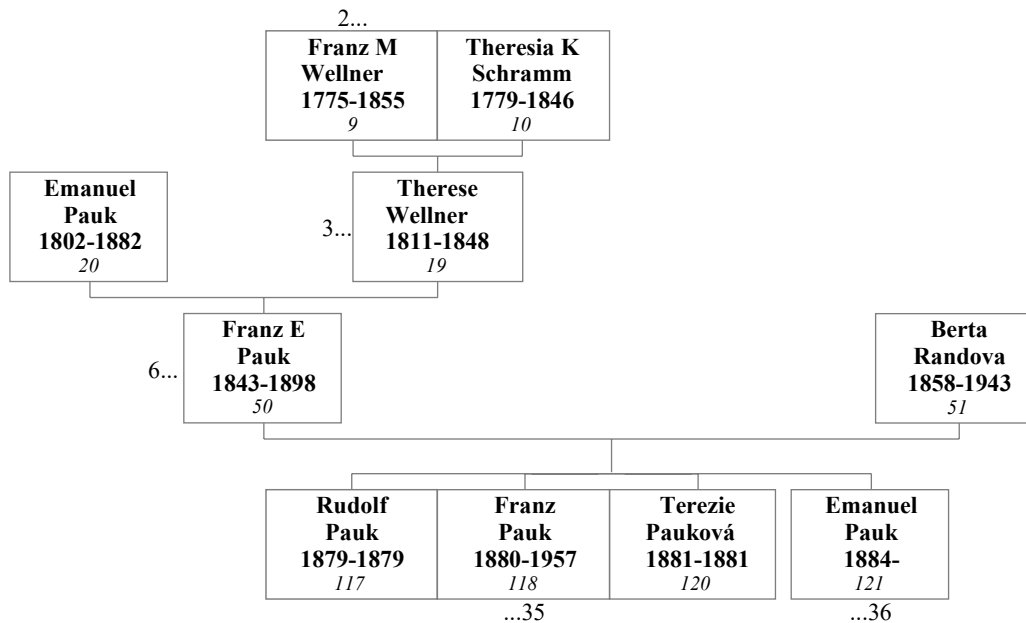 2...
Franz M
Wellner
1775-1855
9
Theresia K
Schramm
1779-1846
10
Emanuel
Pauk
1802-1882
20
3...
Therese
Wellner
1811-1848
19
6...
Franz E
Pauk
1843-1898
50
Berta
Randova
1858-1943
51
Rudolf
Pauk
1879-1879
117
Franz
Pauk
1880-1957
118
Terezie
Pauková
1881-1881
120
Emanuel
Pauk
1884-
121
...35
...36